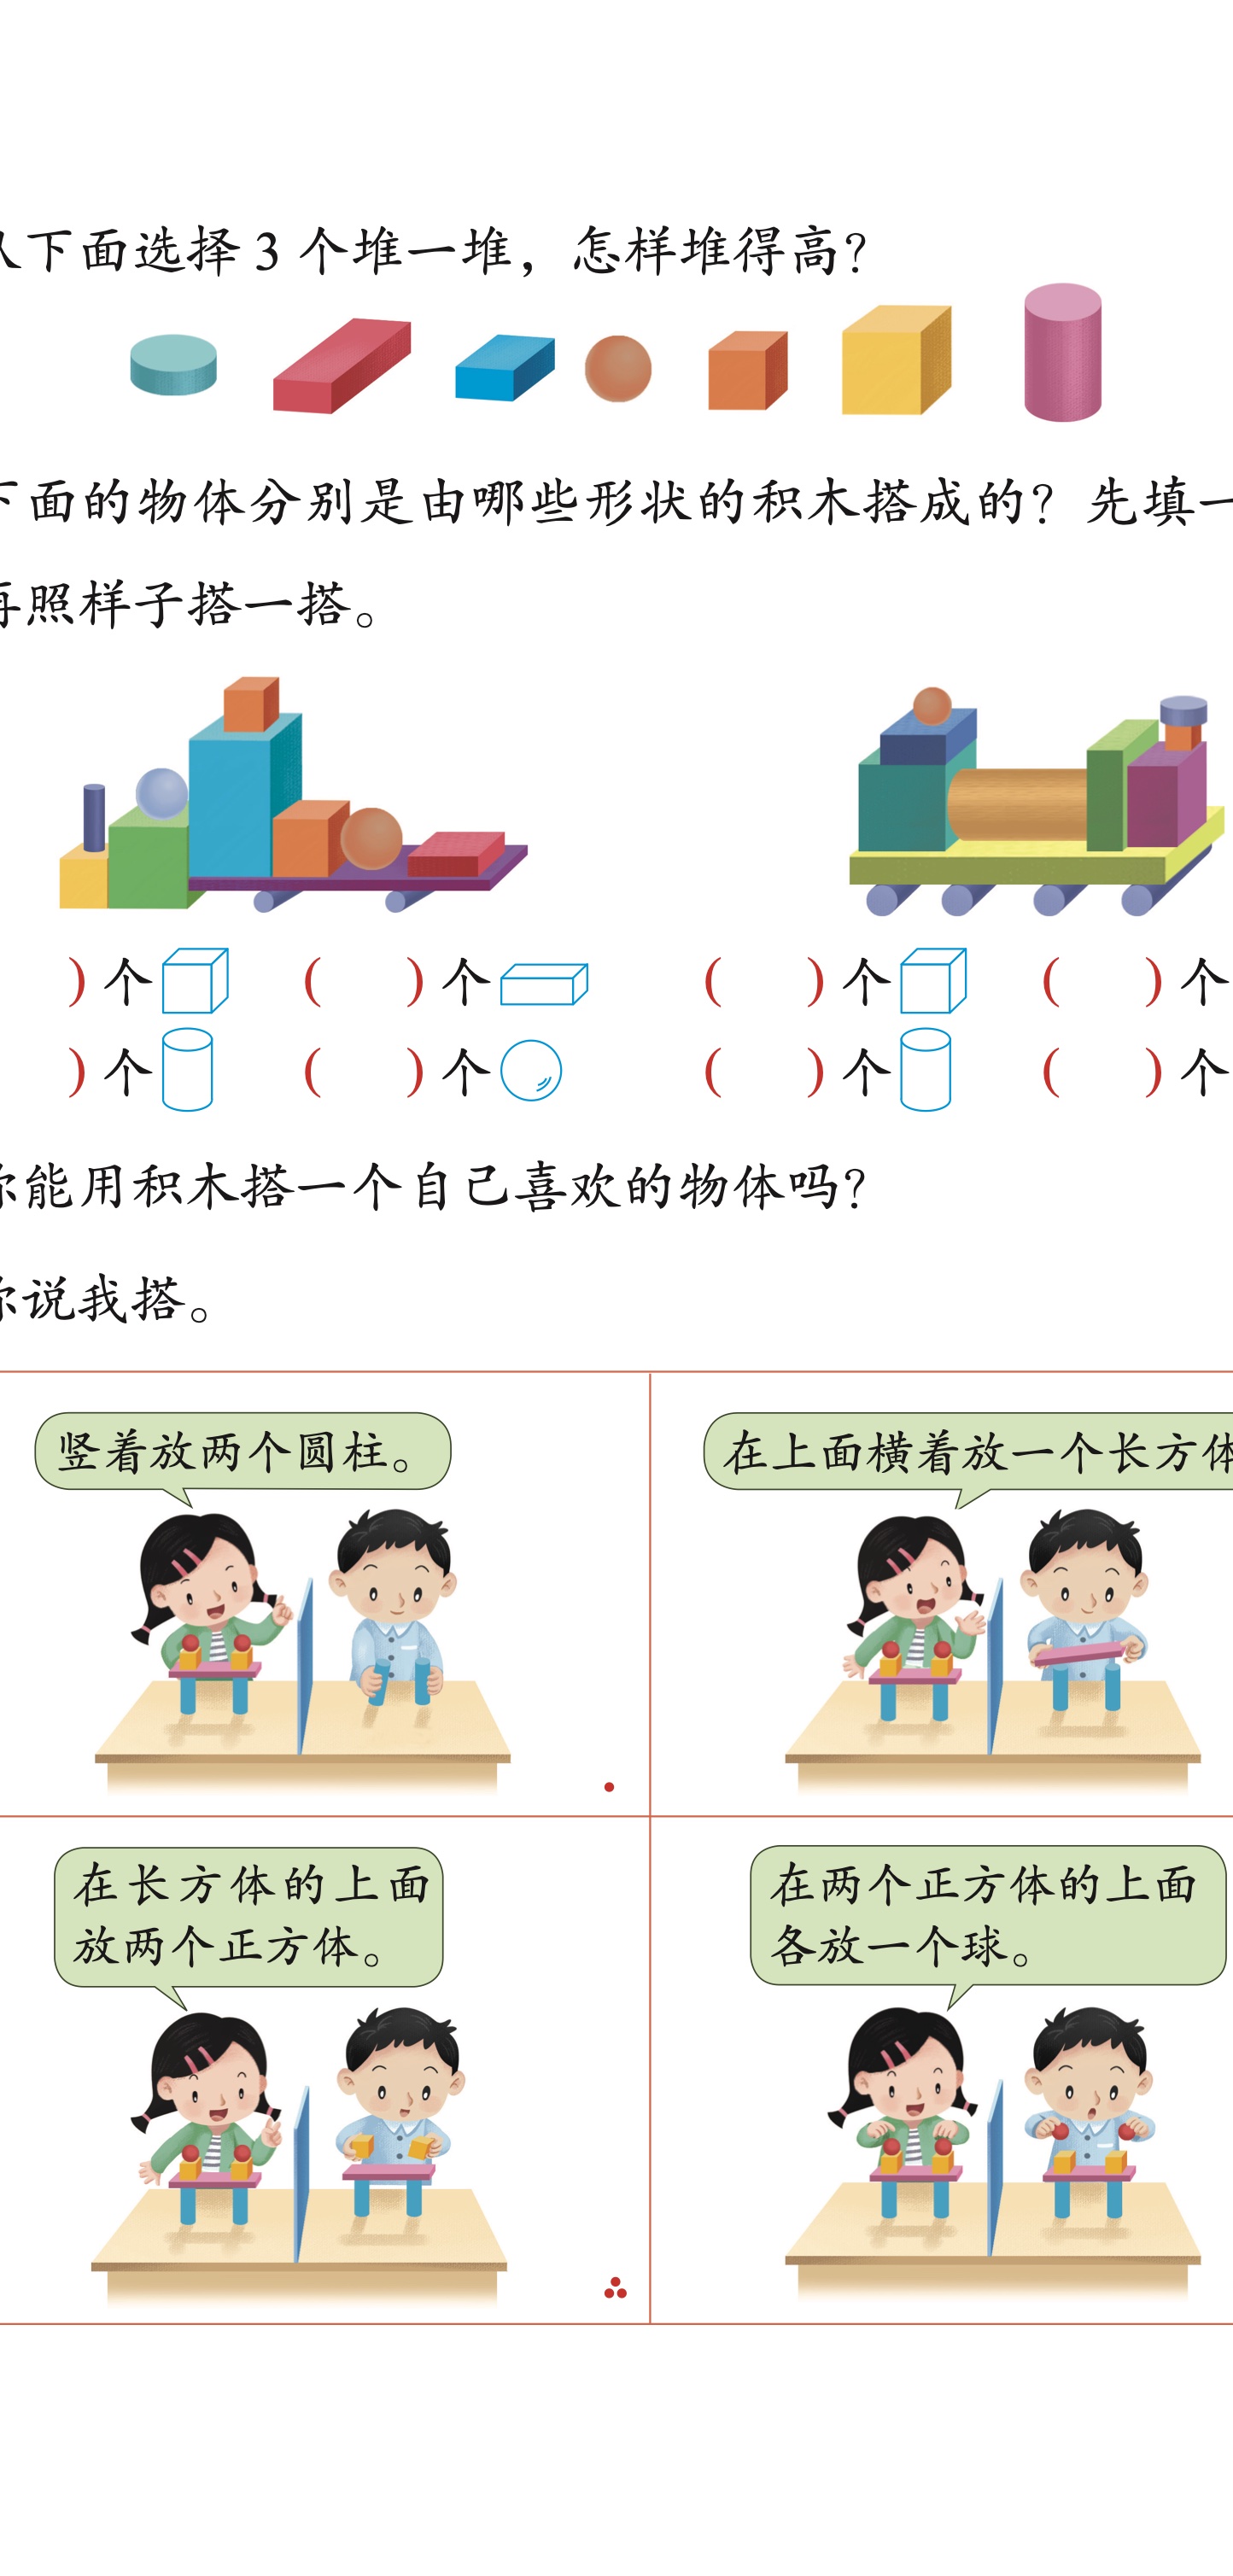 从下面选择3个堆一堆，怎样堆得高？
下面的物体分别是由哪些形状的积木搭成的？先填一
再照样子搭一搭。
）个 （ ）个 （ ）个 （ ）个
）个 （ ）个 （ ）个 （ ）个
你能用积木搭一个自己喜欢的物体吗？
你说我搭。
竖着放两个圆柱。
在上面横着放一个长方体
在长方体的上面
放两个正方体。
在两个正方体的上面
各放一个球。